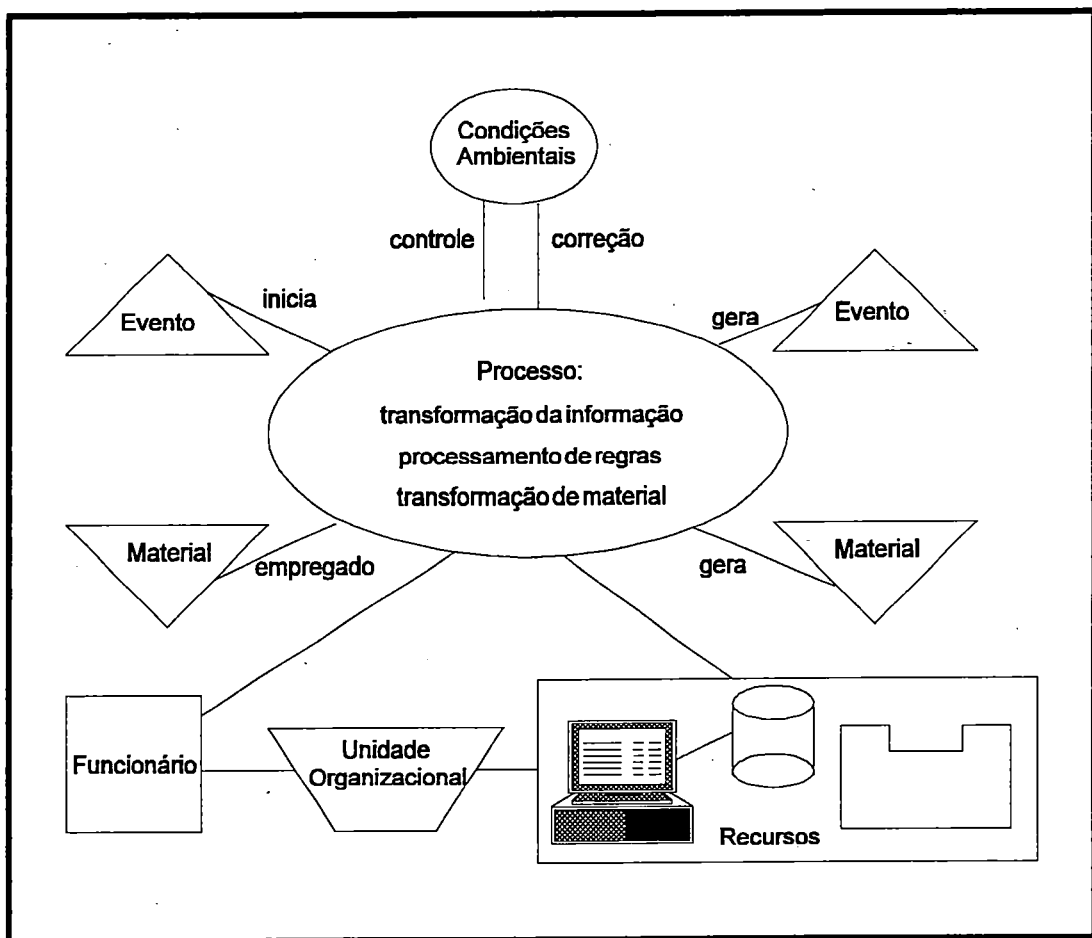 Condições
Ambientais
controle
correção
Evento
inicia
gera
Evento
Processo:
transformação da informação
processamento de regras
transformação de material
Material
empregado
gera
Material
Funcionário
Unidade
Organizacional
Recursos